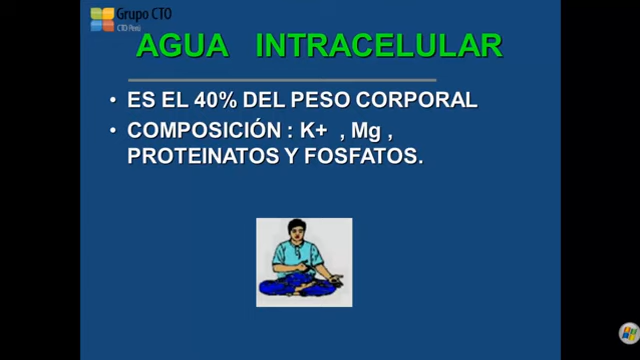 Grupo CTO
CTO Perú
AGUA INTRACELULAR
• ES EL 40% DEL PESO CORPORAL
• COMPOSICIÓN : K+ , Mg ,
PROTEINATOS Y FOSFATOS.